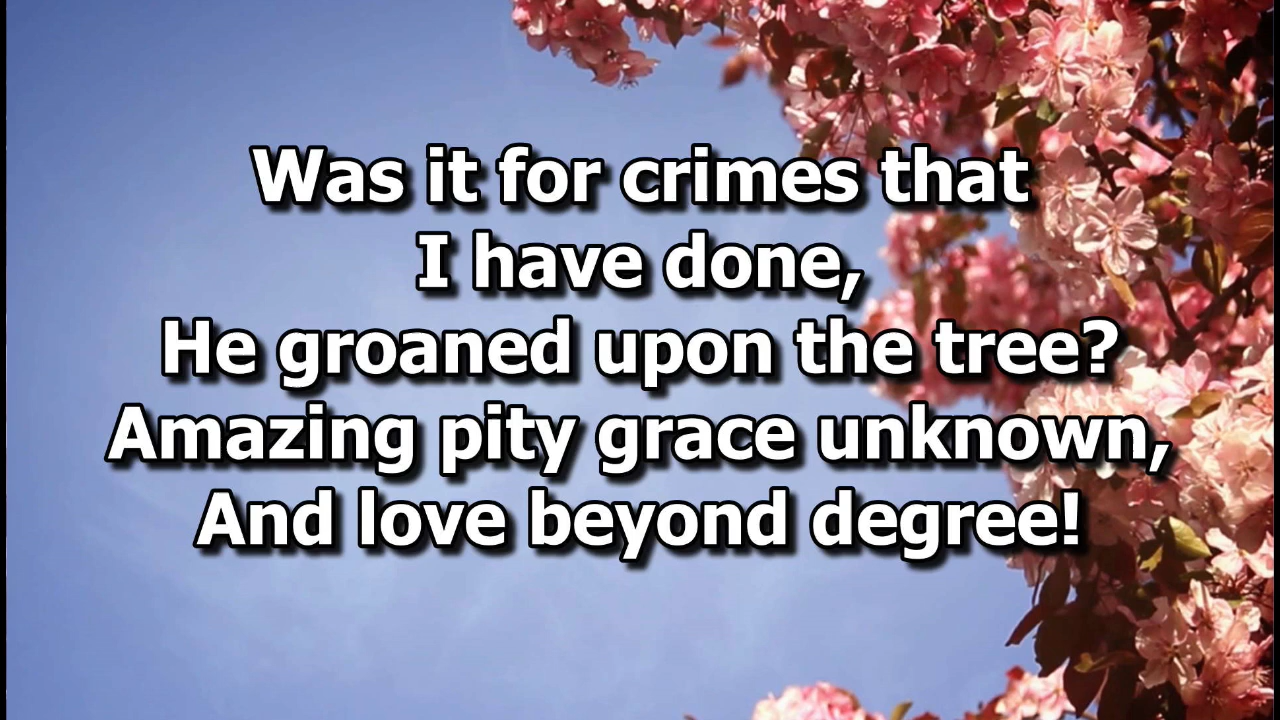 Was it for crimes that
I have done,
He groaned upon the tree?
Amazing pity grace unknown,
And love beyond degree!